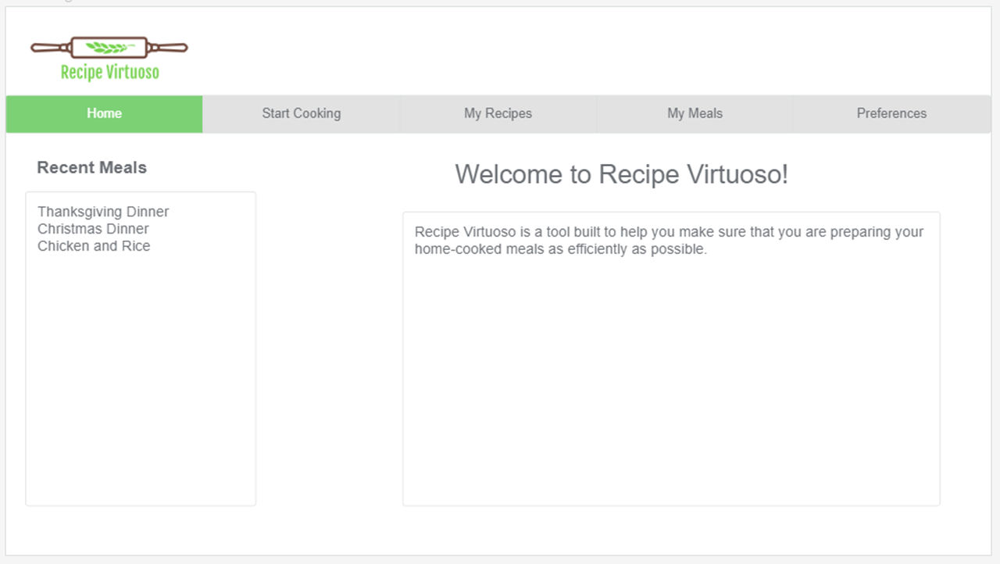 Recipe Virtuoso
Home
Start Cooking
My Recipes
My Meals
Preferences
Recent Meals
Thanksgiving Dinner
Christmas Dinner
Chicken and Rice
Welcome to Recipe Virtuoso!
Recipe Virtuoso is a tool built to help you make sure that you are preparing your
home-cooked meals as efficiently as possible.